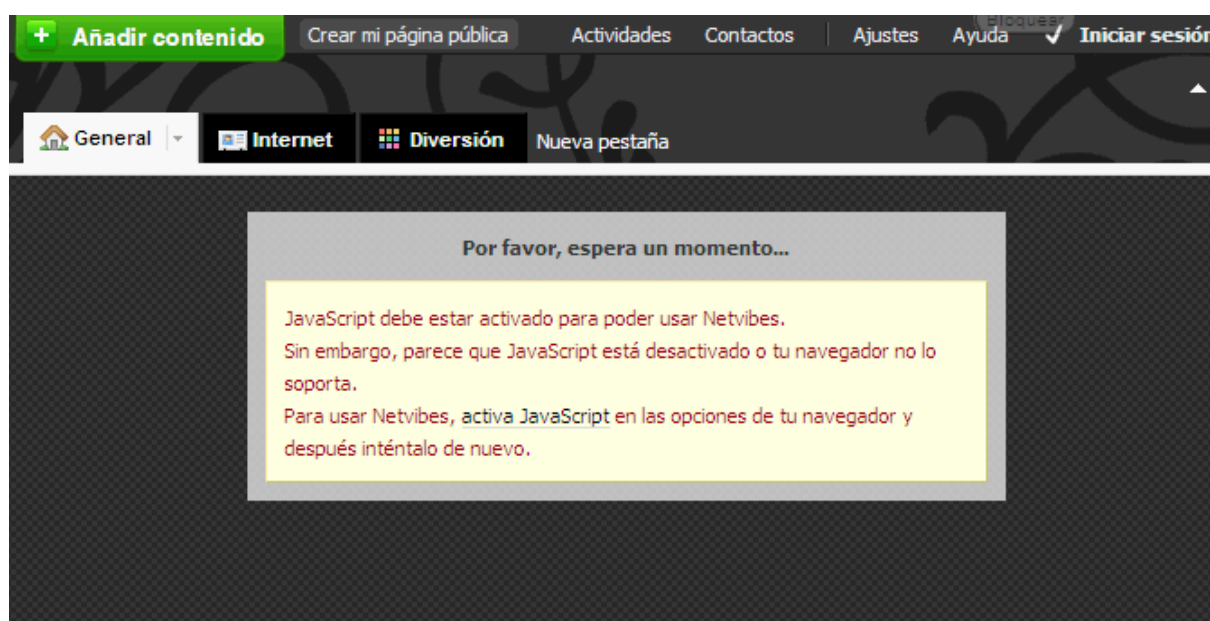 + Añadir contenido Crear mi página pública Actividades Contactos Ajustes Ayuda Bloquear Iniciar sesión
General Internet Diversión Nueva pestaña
Por favor, espera un momento...
JavaScript debe estar activado para poder usar Netvibes.
Sin embargo, parece que JavaScript está desactivado o tu navegador no lo
soporta.
Para usar Netvibes, activa JavaScript en las opciones de tu navegador y
después inténtalo de nuevo.